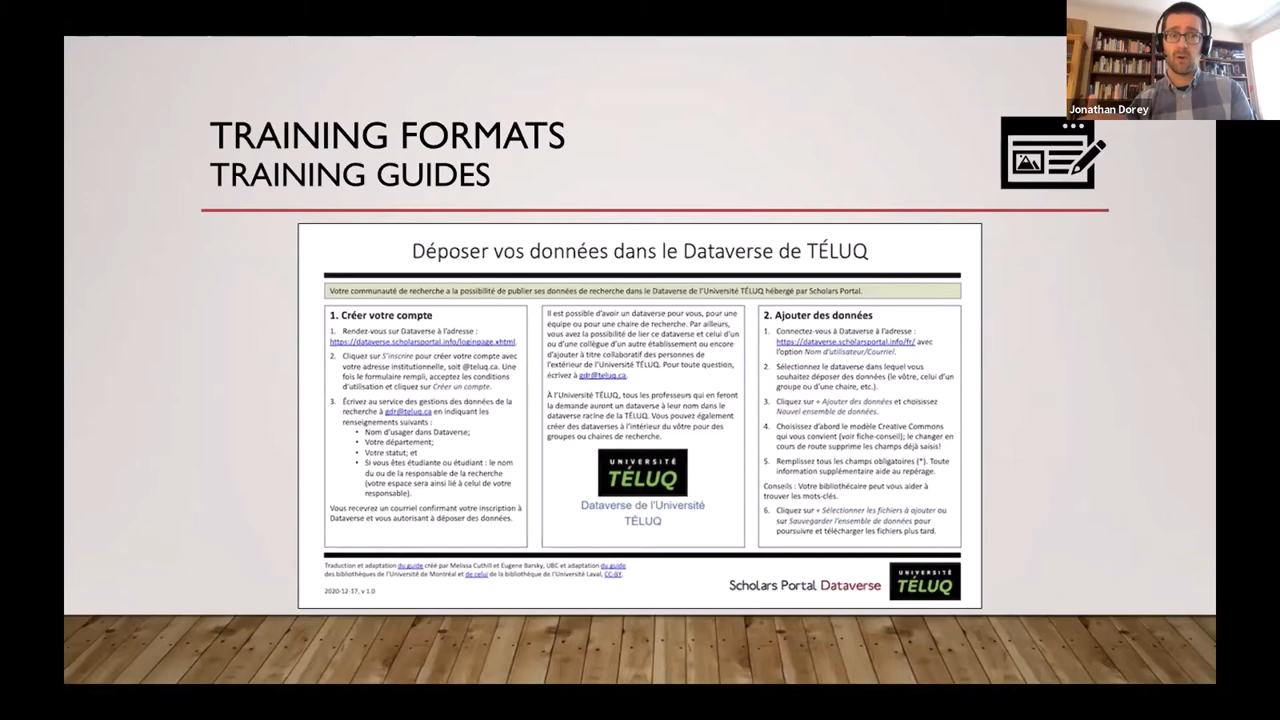 Jonathan Dorey
TRAINING FORMATS
TRAINING GUIDES
Déposer vos données dans le Dataverse de TÉLUQ
Votre communauté de recherche a la possibilité de publier ses données de recherche dans le Dataverse de l'Université TÉLUQ hébergé par Scholars Portal.
1. Créer votre compte
1. Rendez-vous sur Dataverse à l'adresse :
https://dataverse.scholarsportal.info/loginpage.xhtml.
2. Cliquez sur S'inscrire pour créer votre compte avec
votre adresse institutionnelle, soit @teluq.ca. Une
fois le formulaire rempli, acceptez les conditions
d'utilisation et cliquez sur Créer un compte.
3. Écrivez au service des gestions des données de la
recherche à gdr@teluq.ca en indiquant les
renseignements suivants :
• Nom d'usager dans Dataverse;
• Votre département;
• Votre statut; et
• Si vous êtes étudiante ou étudiant : le nom
du ou de la responsable de la recherche
(votre espace sera ainsi lié à celui de votre
responsable).
Vous recevrez un courriel confirmant votre inscription à
Dataverse et vous autorisant à déposer des données.
Il est possible d'avoir un dataverse pour vous, pour une
équipe ou pour une chaire de recherche. Par ailleurs,
vous avez la possibilité de lier ce dataverse et celui d'un
ou d'une collègue d'un autre établissement ou encore
d'ajouter à titre collaboratif des personnes de
l'extérieur de l'Université TÉLUQ. Pour toute question,
écrivez à gdr@teluq.ca.
À l'Université TÉLUQ, tous les professeurs qui en feront
la demande auront un dataverse à leur nom dans le
dataverse racine de la TÉLUQ. Vous pouvez également
créer des dataverses à l'intérieur du vôtre pour des
groupes ou chaires de recherche.
UNIVERSITÉ
TÉLUQ
Dataverse de l'Université
TÉLUQ
2. Ajouter des données
1. Connectez-vous à Dataverse à l'adresse :
https://dataverse.scholarsportal.info/fr/ avec
l'option Nom d'utilisateur/Courriel.
2. Sélectionnez le dataverse dans lequel vous
souhaitez déposer des données (le vôtre, celui d'un
groupe ou d'une chaire, etc.).
3. Cliquez sur + Ajouter des données et choisissez
Nouvel ensemble de données.
4. Choisissez d'abord le modèle Creative Commons
qui vous convient (voir fiche-conseil); le changer en
cours de route supprime les champs déjà saisis!
5. Remplissez tous les champs obligatoires (*). Toute
information supplémentaire aide au repérage.
Conseils : Votre bibliothécaire peut vous aider à
trouver les mots-clés.
6. Cliquez sur + Sélectionner les fichiers à ajouter ou
sur Sauvegarder l'ensemble de données pour
poursuivre et télécharger les fichiers plus tard.
Traduction et adaptation du guide créé par Melissa Cuthill et Eugene Barsky, UBC et adaptation du guide
des bibliothèques de l'Université de Montréal et de celui de la bibliothèque de l'Université Laval, CC-BY.
2020-12-17, v 1.0
Scholars Portal Dataverse
UNIVERSITÉ
TÉLUQ